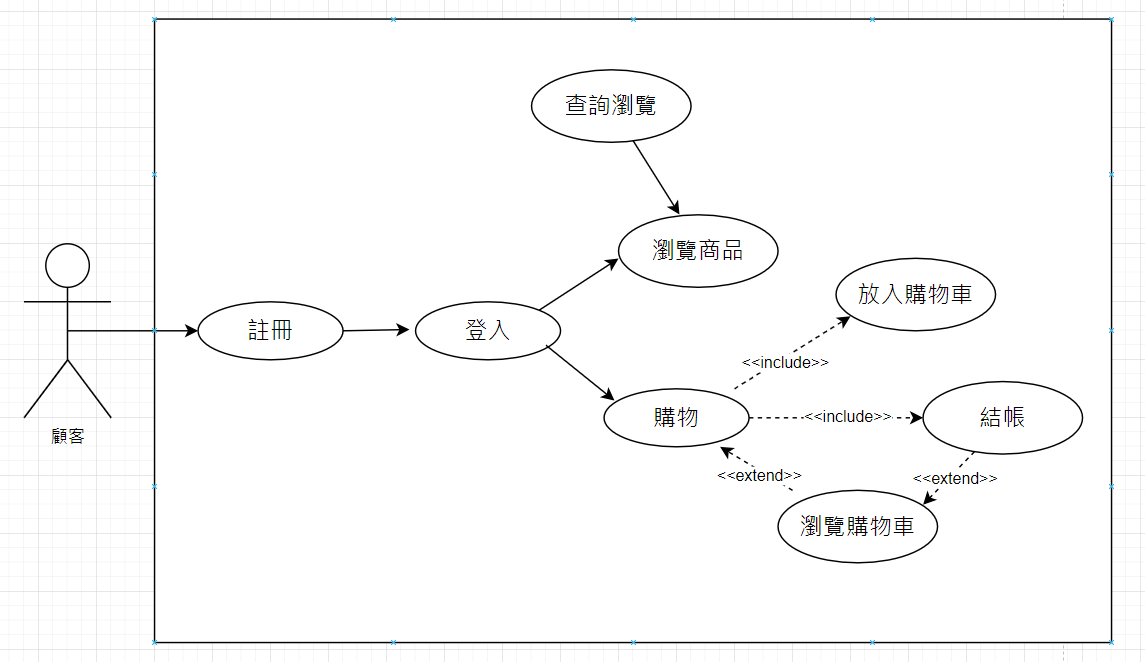 查詢瀏覽
瀏覽商品
放入購物車
註冊
登入
<<include>>
購物
<<include>>
結帳
顧客
<<extend>>
<<extend>>
瀏覽購物車